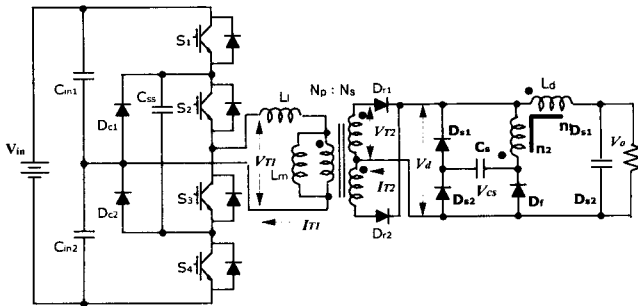 S1
Cin1
Css
S2
Dc1
Vin
Dc2
S3
Cin2
S4
Ll
Np : Ns
Dr1
VT1
Lm
VT2
IT1
IT2
Dr2
Vd
Ds1
Cs
Vcs
Ds2
Df
n2
Ld
n1
Ds1
Ds2
Vo